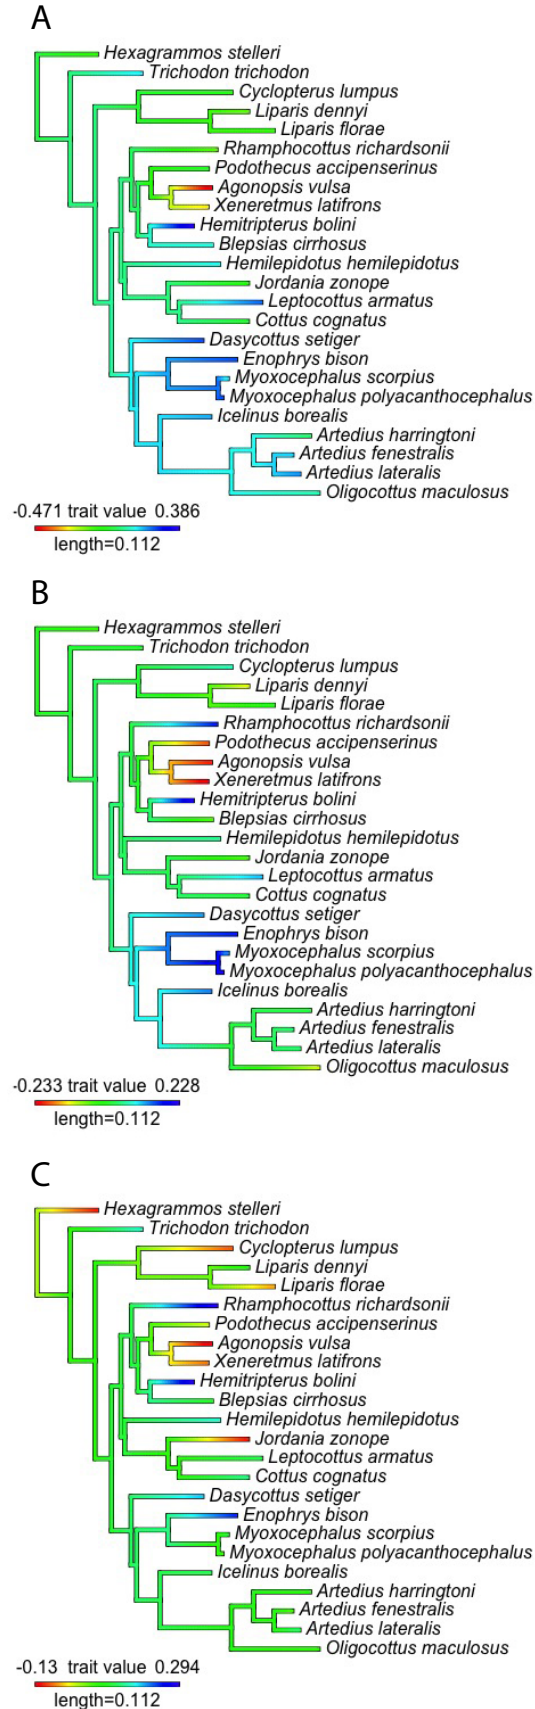 A
Hexagrammos stelleri
Trichodon trichodon
Cyclopterus lumpus
Liparis dennyi
Liparis florae
Rhamphocottus richardsonii
Podothecus accipenserinus
Agonopsis vulsa
Xeneretmus latifrons
Hemitripterus bolini
Blepsias cirrhosus
Hemilepidotus hemilepidotus
Jordania zonope
Leptocottus armatus
Cottus cognatus
Dasycottus setiger
Enophrys bison
Myoxocephalus scorpius
Myoxocephalus polyacanthocephalus
Icelinus borealis
Artedius harringtoni
Artedius fenestralis
Artedius lateralis
Oligocottus maculosus
-0.471 trait value 0.386
length=0.112
B
Hexagrammos stelleri
Trichodon trichodon
Cyclopterus lumpus
Liparis dennyi
Liparis florae
Rhamphocottus richardsonii
Podothecus accipenserinus
Agonopsis vulsa
Xeneretmus latifrons
Hemitripterus bolini
Blepsias cirrhosus
Hemilepidotus hemilepidotus
Jordania zonope
Leptocottus armatus
Cottus cognatus
Dasycottus setiger
Enophrys bison
Myoxocephalus scorpius
Myoxocephalus polyacanthocephalus
Icelinus borealis
Artedius harringtoni
Artedius fenestralis
Artedius lateralis
Oligocottus maculosus
-0.233 trait value 0.228
length=0.112
C
Hexagrammos stelleri
Trichodon trichodon
Cyclopterus lumpus
Liparis dennyi
Liparis florae
Rhamphocottus richardsonii
Podothecus accipenserinus
Agonopsis vulsa
Xeneretmus latifrons
Hemitripterus bolini
Blepsias cirrhosus
Hemilepidotus hemilepidotus
Jordania zonope
Leptocottus armatus
Cottus cognatus
Dasycottus setiger
Enophrys bison
Myoxocephalus scorpius
Myoxocephalus polyacanthocephalus
Icelinus borealis
Artedius harringtoni
Artedius fenestralis
Artedius lateralis
Oligocottus maculosus
-0.13 trait value 0.294
length=0.112